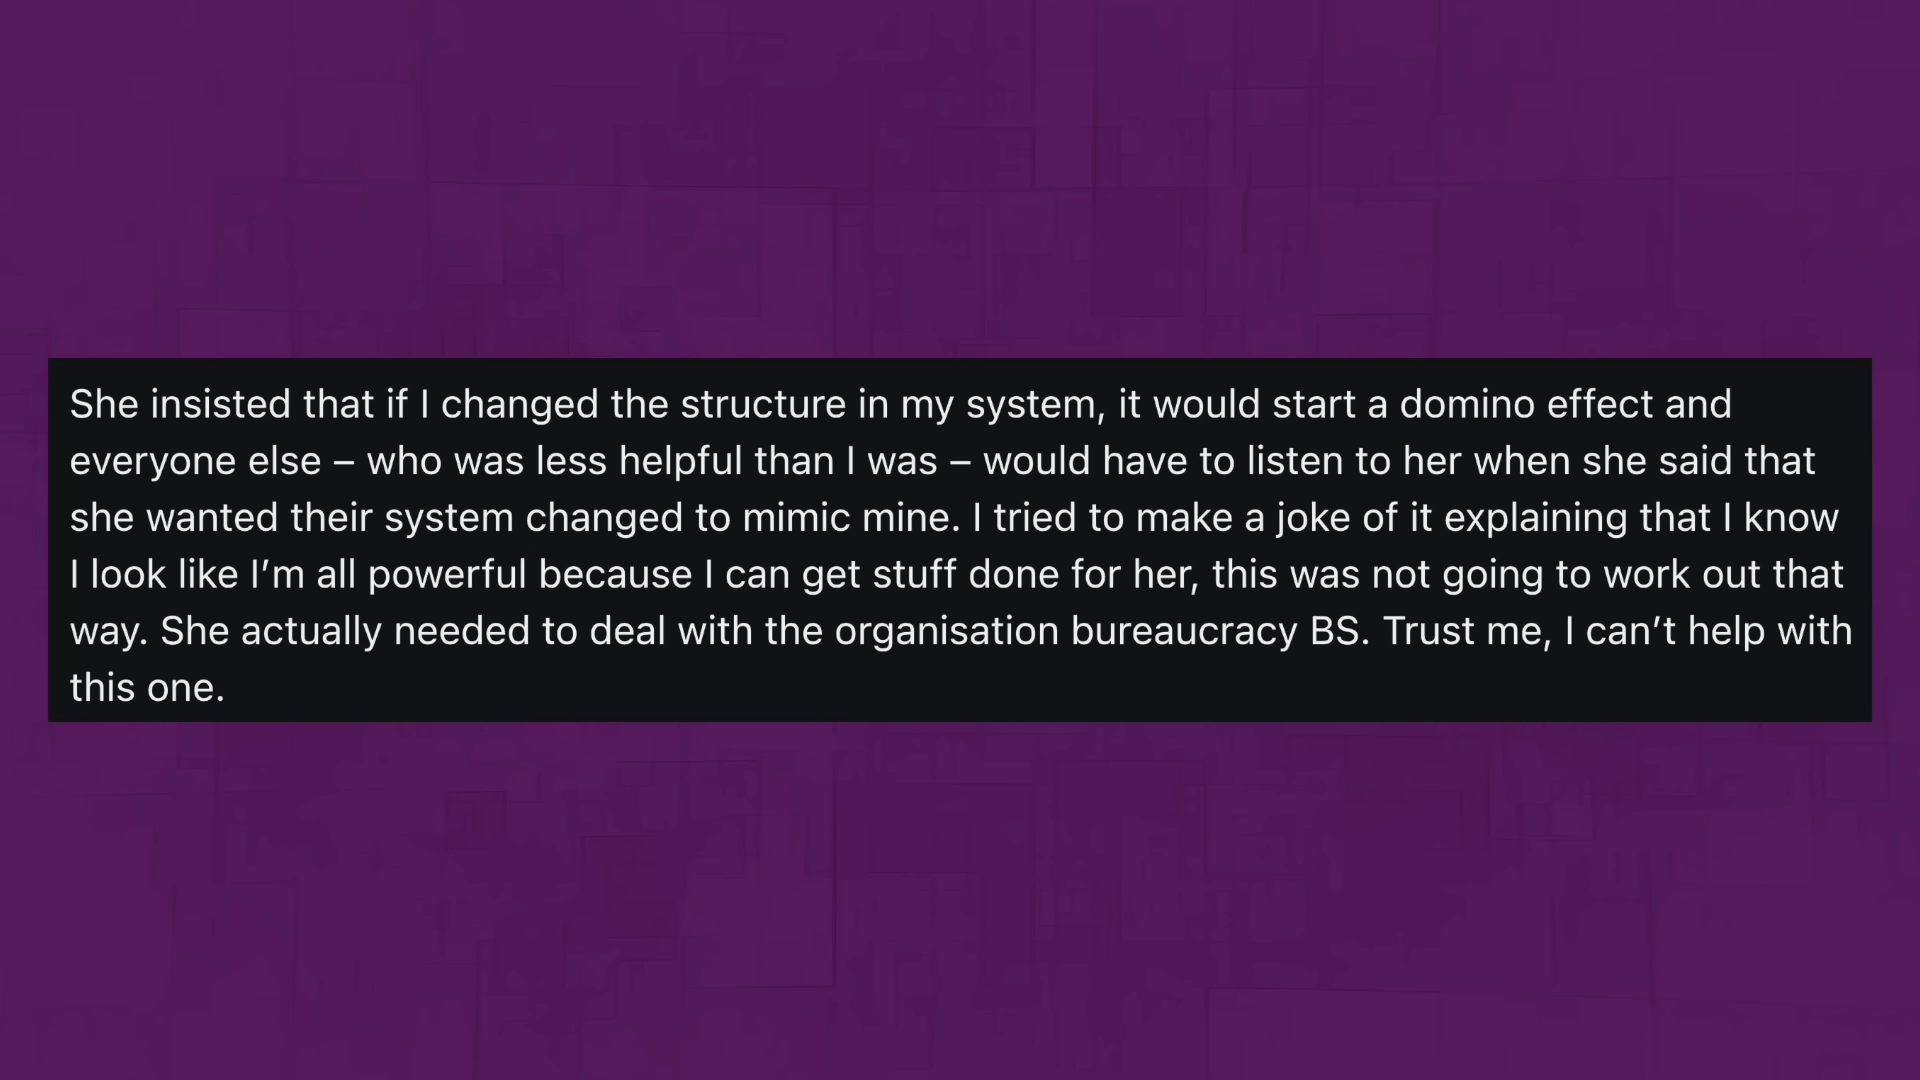 She insisted that if I changed the structure in my system, it would start a domino effect and
everyone else – who was less helpful than I was – would have to listen to her when she said that
she wanted their system changed to mimic mine. I tried to make a joke of it explaining that I know
I look like I’m all powerful because I can get stuff done for her, this was not going to work out that
way. She actually needed to deal with the organisation bureaucracy BS. Trust me, I can’t help with
this one.